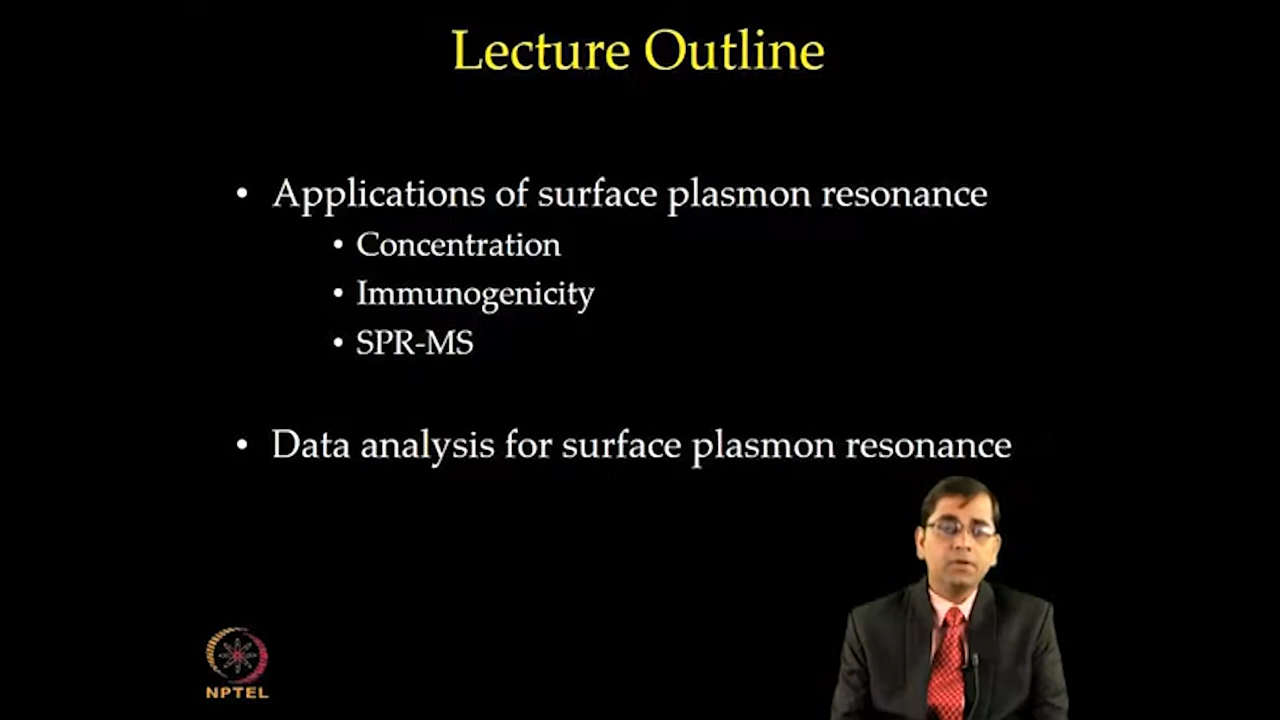 Lecture Outline
• Applications of surface plasmon resonance
• Concentration
• Immunogenicity
• SPR-MS
• Data analysis for surface plasmon resonance
NPTEL